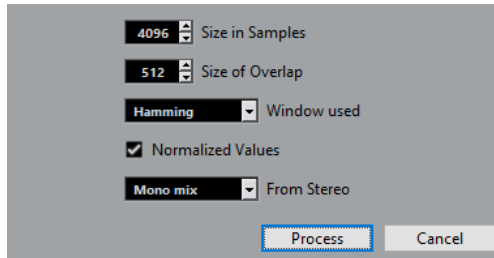 4096 Size in Samples
512 Size of Overlap
Hamming Window used
Normalized Values
Mono mix From Stereo
Process Cancel